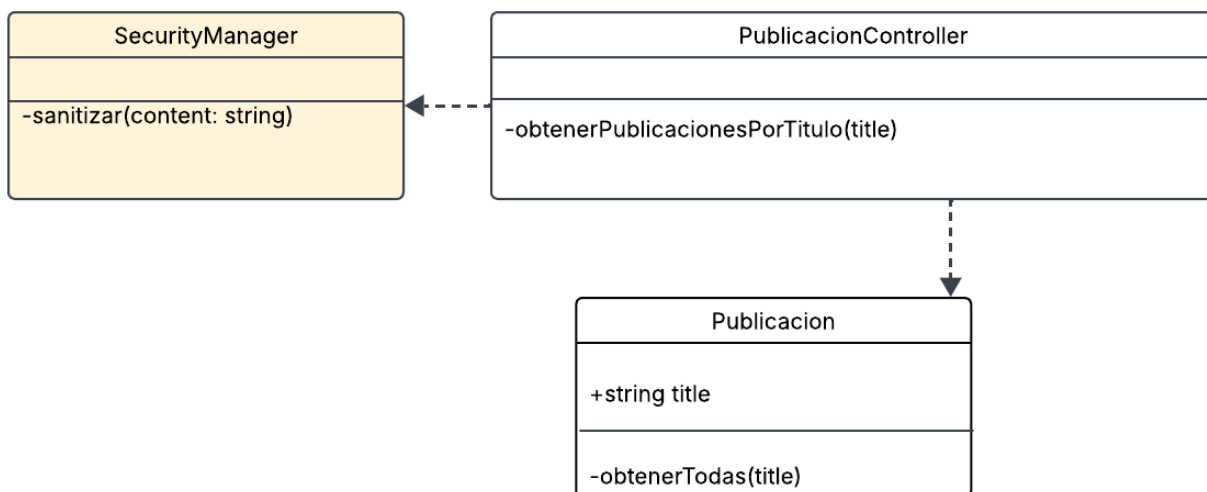 SecurityManager
-sanitizar(content: string)
PublicacionController
-obtenerPublicacionesPorTitulo(title)
Publicacion
+string title
-obtenerTodas(title)